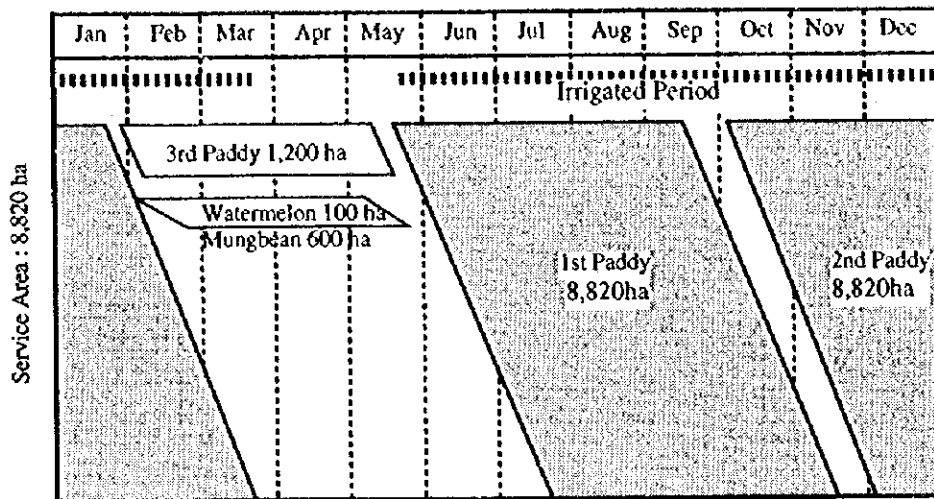 Jan Feb Mar Apr May Jun Jul Aug Sep Oct Nov Dec
Irrigated Period
3rd Paddy 1,200 ha
Watermelon 100 ha
Mungbean 600 ha
1st Paddy
8,820ha
2nd Paddy
8,820ha
Service Area : 8,820 ha